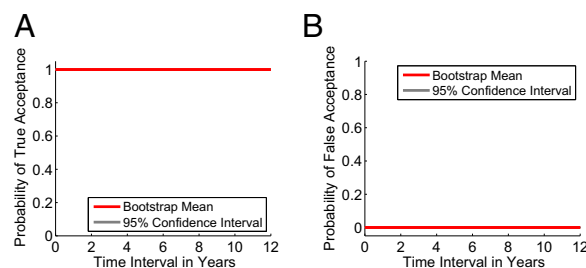 A
Probability of True Acceptance
1
0.8
0.6
0.4
0.2
0
0 2 4 6 8 10 12
Time Interval in Years
Bootstrap Mean
95% Confidence Interval
B
Probability of False Acceptance
1
0.8
0.6
0.4
0.2
0
0 2 4 6 8 10 12
Time Interval in Years
Bootstrap Mean
95% Confidence Interval